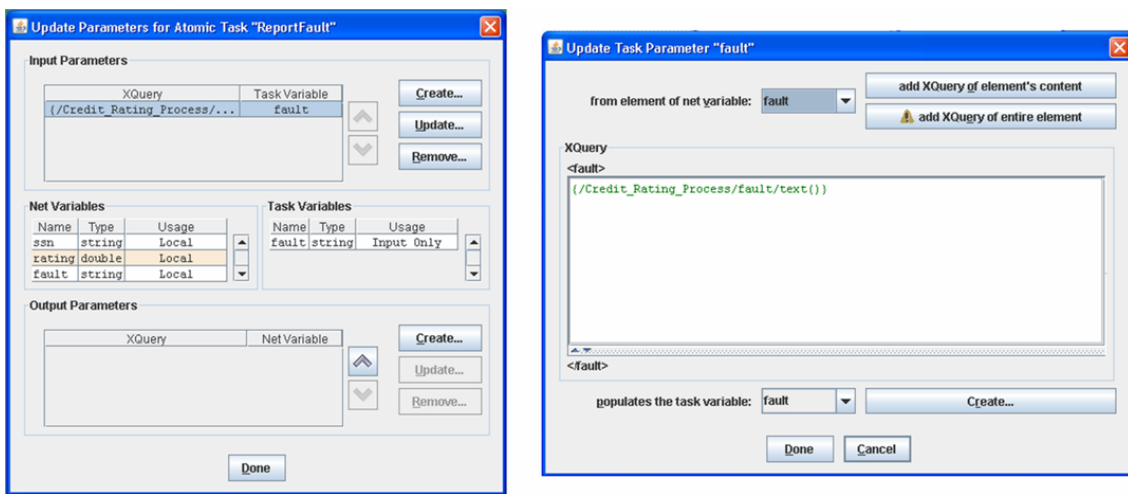 Update Parameters for Atomic Task "ReportFault"
Input Parameters
XQuery Task Variable
{/Credit_Rating_Process/... fault
Create...
Update...
Remove...
Net Variables
Name Type Usage
ssn string Local
rating double Local
fault string Local
Task Variables
Name Type Usage
fault string Input Only
Output Parameters
XQuery Net Variable
Create...
Update...
Remove...
Done
Update Task Parameter "fault"
from element of net variable: fault
add XQuery of element's content
add XQuery of entire element
XQuery
<fault>
{/Credit_Rating_Process/fault/text()}
</fault>
populates the task variable: fault Create...
Done Cancel